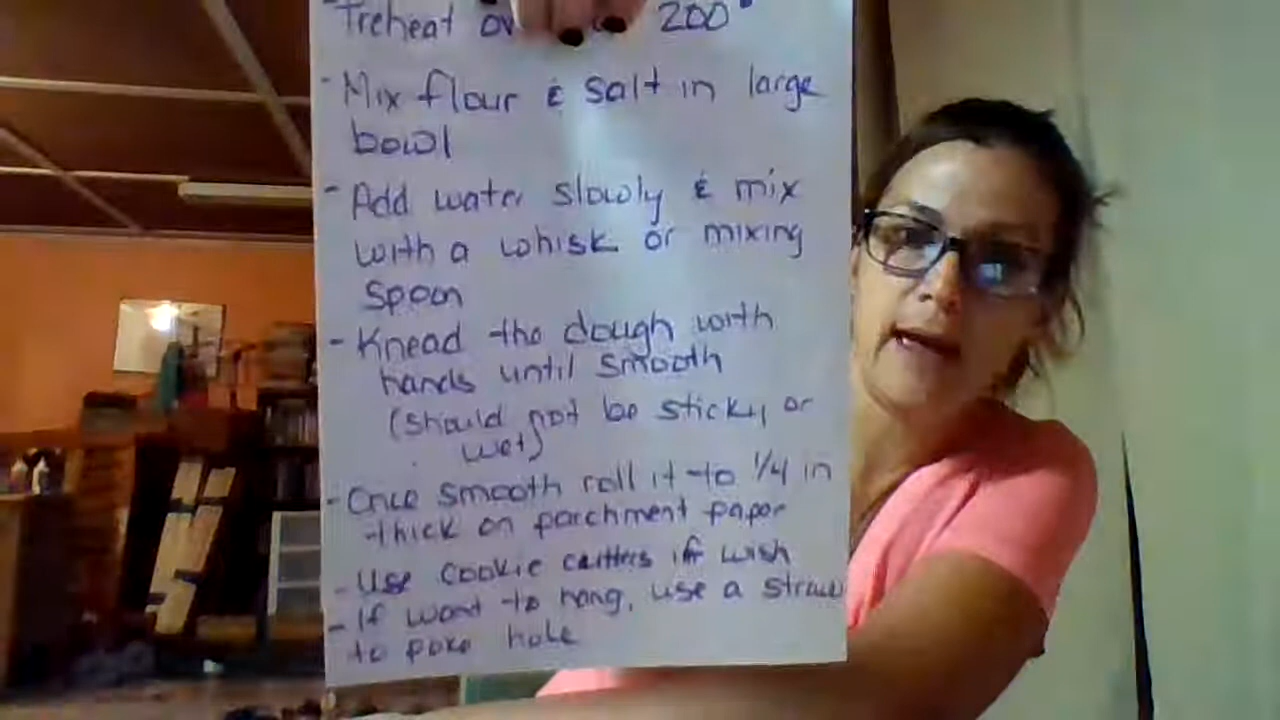 Preheat ov 200°
- Mix flour & salt in large
bowl
- Add water slowly & mix
with a whisk or mixing
spoon
- Knead the dough with
hands until smooth
(should not be sticky or
wet)
- Once smooth roll it to 1/4 in
thick on parchment paper
- Use cookie cutters if wish
- If want to hang, use a straw
to poke hole